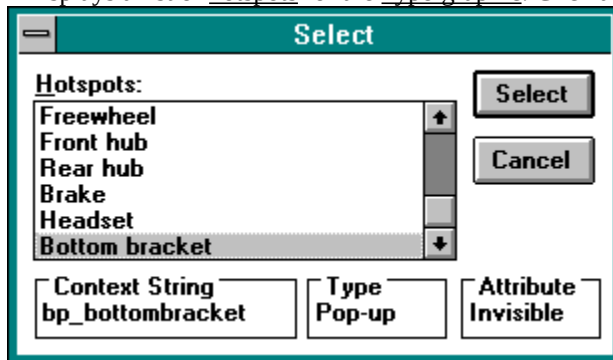 Select
Hotspots:
Freewheel
Front hub
Rear hub
Brake
Headset
Bottom bracket
Select
Cancel
Context String
bp_bottombracket
Type
Pop-up
Attribute
Invisible